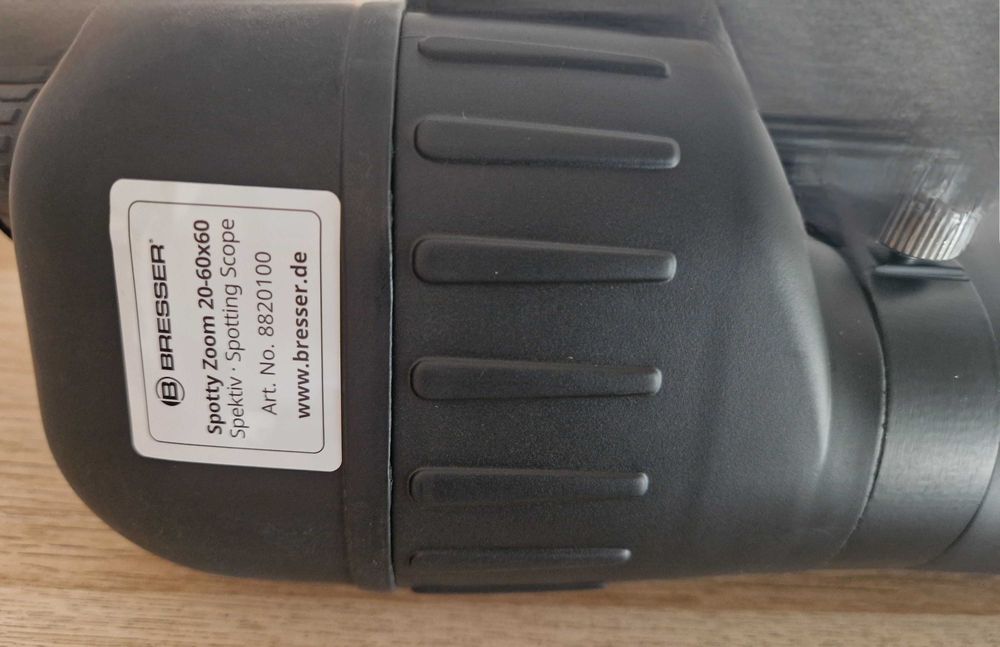 BRESSER®
Spotty Zoom 20-60x60
Spektiv · Spotting Scope
Art. No. 8820100
www.bresser.de